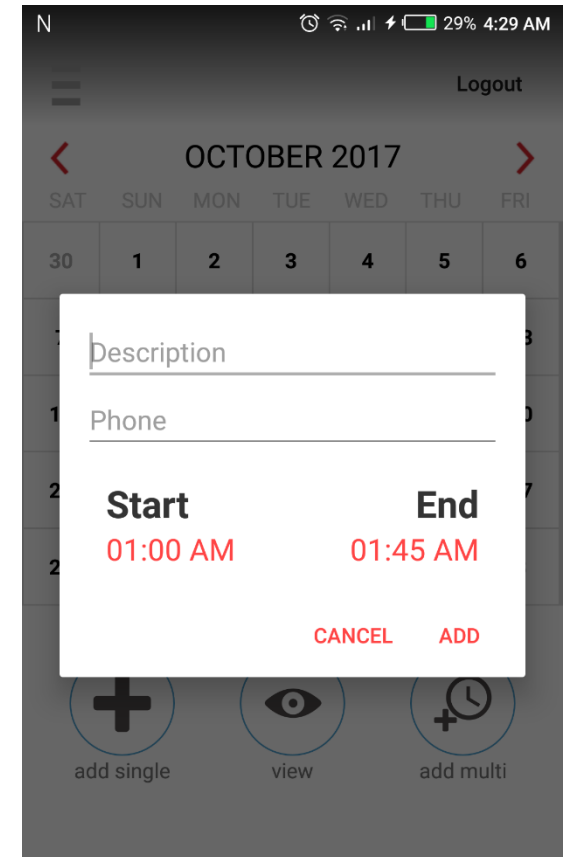 N 29% 4:29 AM
Logout
OCTOBER 2017
SAT SUN MON TUE WED THU FRI
30 1 2 3 4 5 6
Description
Phone
Start End
01:00 AM 01:45 AM
CANCEL ADD
add single view add multi